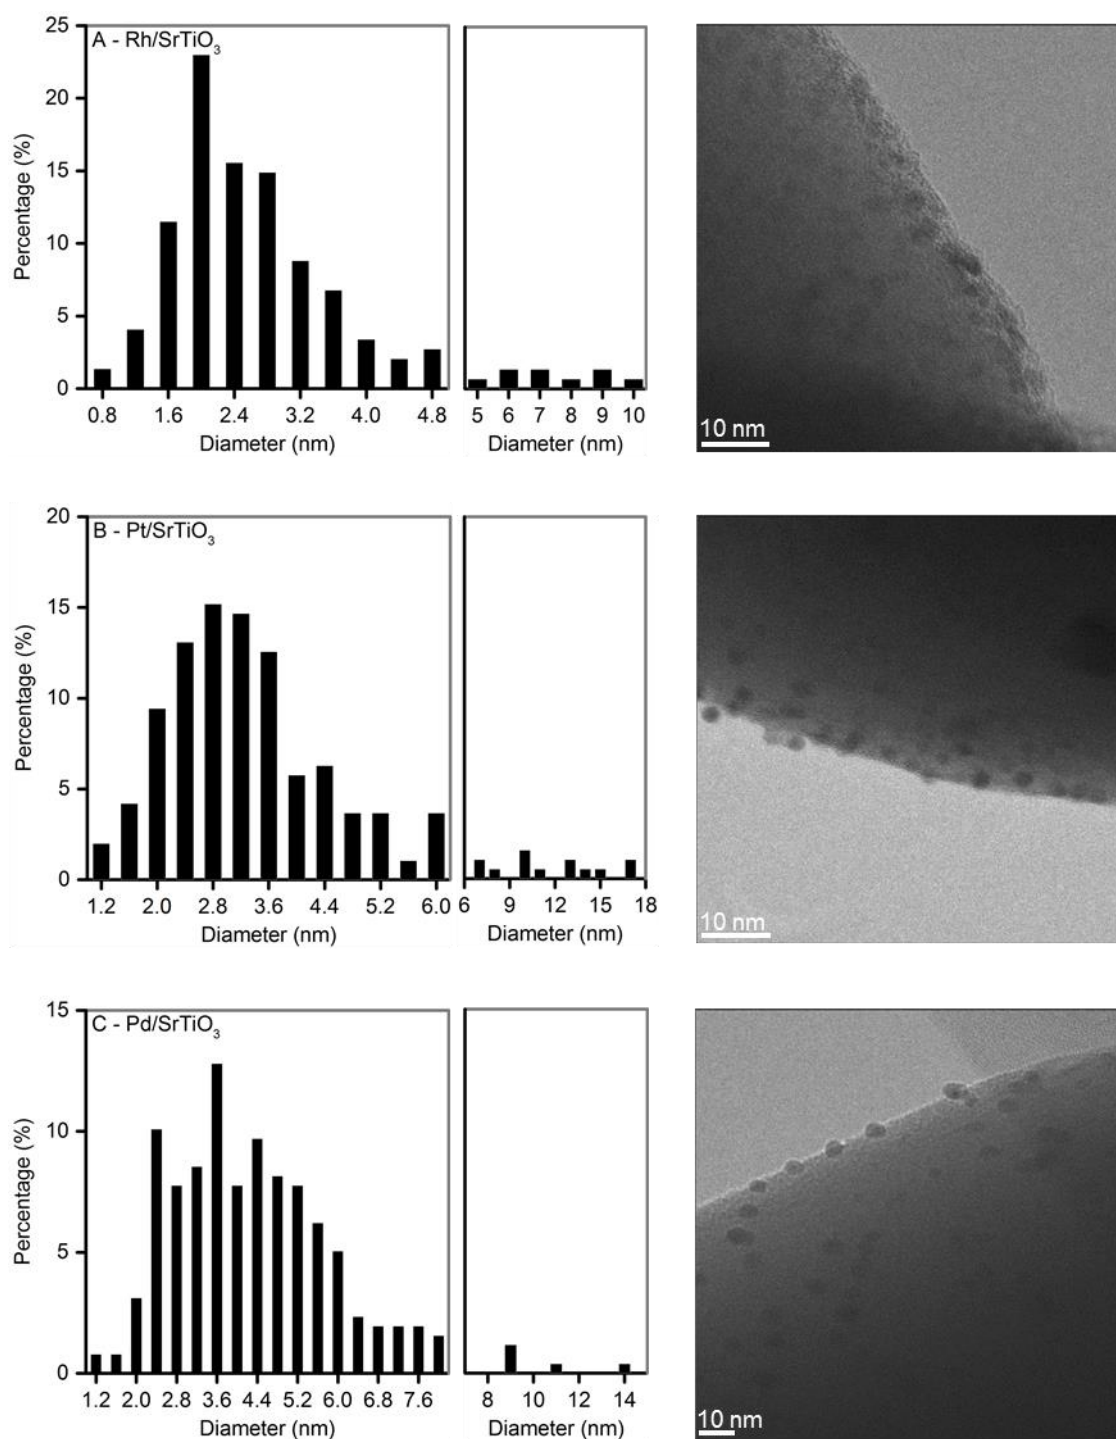 A - Rh/SrTiO3
Percentage (%)
25
20
15
10
5
0
0.8 1.6 2.4 3.2 4.0 4.8
Diameter (nm)
5 6 7 8 9 10
Diameter (nm)
10 nm
B - Pt/SrTiO3
Percentage (%)
20
15
10
5
0
1.2 2.0 2.8 3.6 4.4 5.2 6.0
Diameter (nm)
6 9 12 15 18
Diameter (nm)
10 nm
C - Pd/SrTiO3
Percentage (%)
15
10
5
0
1.2 2.0 2.8 3.6 4.4 5.2 6.0 6.8 7.6
Diameter (nm)
8 10 12 14
Diameter (nm)
10 nm